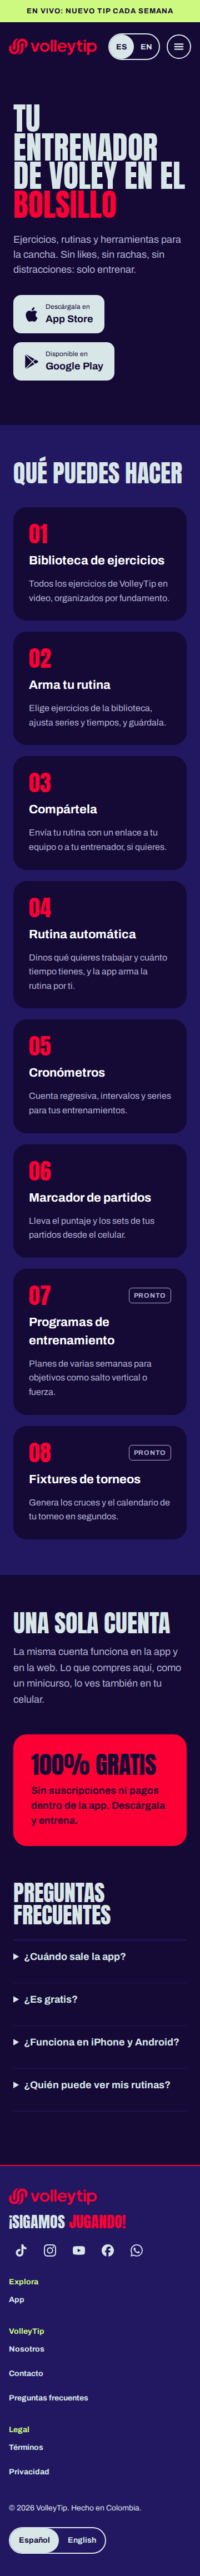 EN VIVO: NUEVO TIP CADA SEMANA
volleytip
ES EN
TU
ENTRENADOR
DE VOLEY EN EL
BOLSILLO
Ejercicios, rutinas y herramientas para
la cancha. Sin likes, sin rachas, sin
distracciones: solo entrenar.
Descárgala en
App Store
Disponible en
Google Play
QUÉ PUEDES HACER
01
Biblioteca de ejercicios
Todos los ejercicios de VolleyTip en
video, organizados por fundamento.
02
Arma tu rutina
Elige ejercicios de la biblioteca,
ajusta series y tiempos, y guárdala.
03
Compártela
Envía tu rutina con un enlace a tu
equipo o a tu entrenador, si quieres.
04
Rutina automática
Dinos qué quieres trabajar y cuánto
tiempo tienes, y la app arma la
rutina por ti.
05
Cronómetros
Cuenta regresiva, intervalos y series
para tus entrenamientos.
06
Marcador de partidos
Lleva el puntaje y los sets de tus
partidos desde el celular.
07
PRONTO
Programas de
entrenamiento
Planes de varias semanas para
objetivos como salto vertical o
fuerza.
08
PRONTO
Fixtures de torneos
Genera los cruces y el calendario de
tu torneo en segundos.
UNA SOLA CUENTA
La misma cuenta funciona en la app y
en la web. Lo que compres aquí, como
un minicurso, lo ves también en tu
celular.
100% GRATIS
Sin suscripciones ni pagos
dentro de la app. Descárgala
y entrena.
PREGUNTAS
FRECUENTES
¿Cuándo sale la app?
¿Es gratis?
¿Funciona en iPhone y Android?
¿Quién puede ver mis rutinas?
volleytip
¡SIGAMOS JUGANDO!
Explora
App
VolleyTip
Nosotros
Contacto
Preguntas frecuentes
Legal
Términos
Privacidad
© 2026 VolleyTip. Hecho en Colombia.
Español English